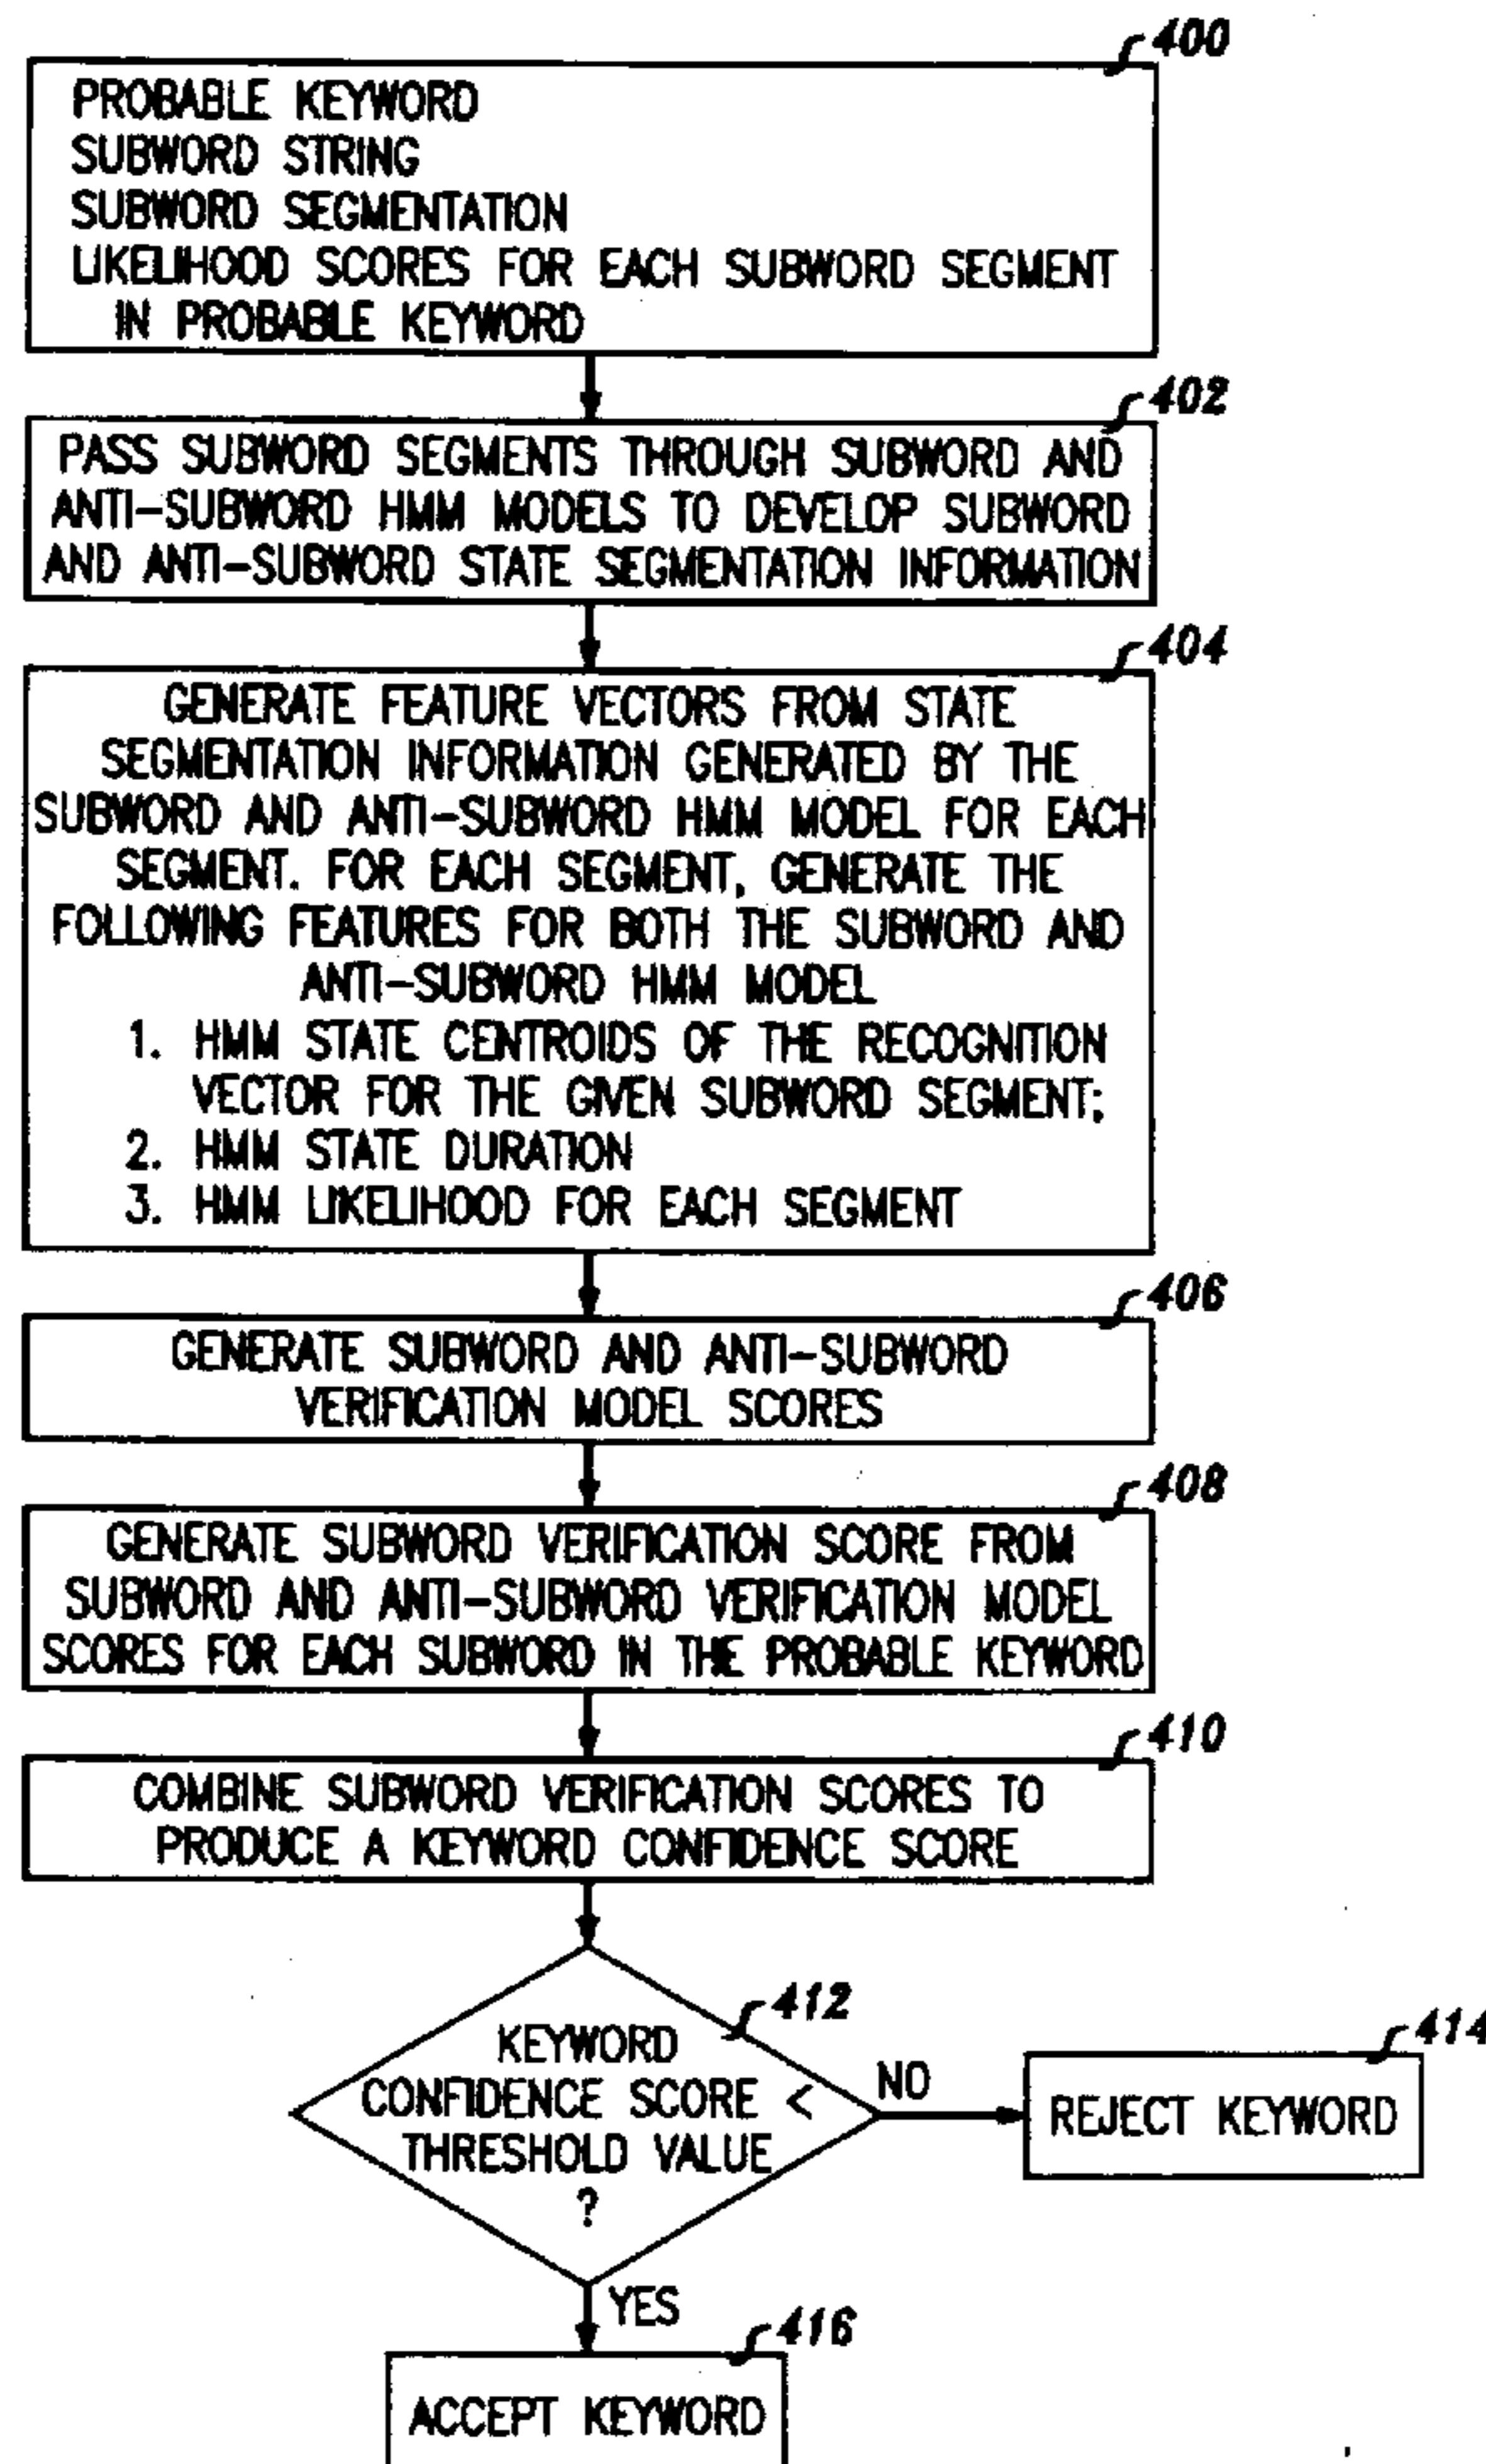 400
PROBABLE KEYWORD
SUBWORD STRING
SUBWORD SEGMENTATION
LIKELIHOOD SCORES FOR EACH SUBWORD SEGMENT
IN PROBABLE KEYWORD
402
PASS SUBWORD SEGMENTS THROUGH SUBWORD AND
ANTI-SUBWORD HMM MODELS TO DEVELOP SUBWORD
AND ANTI-SUBWORD STATE SEGMENTATION INFORMATION
404
GENERATE FEATURE VECTORS FROM STATE
SEGMENTATION INFORMATION GENERATED BY THE
SUBWORD AND ANTI-SUBWORD HMM MODEL FOR EACH
SEGMENT. FOR EACH SEGMENT, GENERATE THE
FOLLOWING FEATURES FOR BOTH THE SUBWORD AND
ANTI-SUBWORD HMM MODEL
1. HMM STATE CENTROIDS OF THE RECOGNITION
VECTOR FOR THE GIVEN SUBWORD SEGMENT;
2. HMM STATE DURATION
3. HMM LIKELIHOOD FOR EACH SEGMENT
406
GENERATE SUBWORD AND ANTI-SUBWORD
VERIFICATION MODEL SCORES
408
GENERATE SUBWORD VERIFICATION SCORE FROM
SUBWORD AND ANTI-SUBWORD VERIFICATION MODEL
SCORES FOR EACH SUBWORD IN THE PROBABLE KEYWORD
410
COMBINE SUBWORD VERIFICATION SCORES TO
PRODUCE A KEYWORD CONFIDENCE SCORE
412
KEYWORD
CONFIDENCE SCORE <
THRESHOLD VALUE
?
NO
414
REJECT KEYWORD
YES
416
ACCEPT KEYWORD